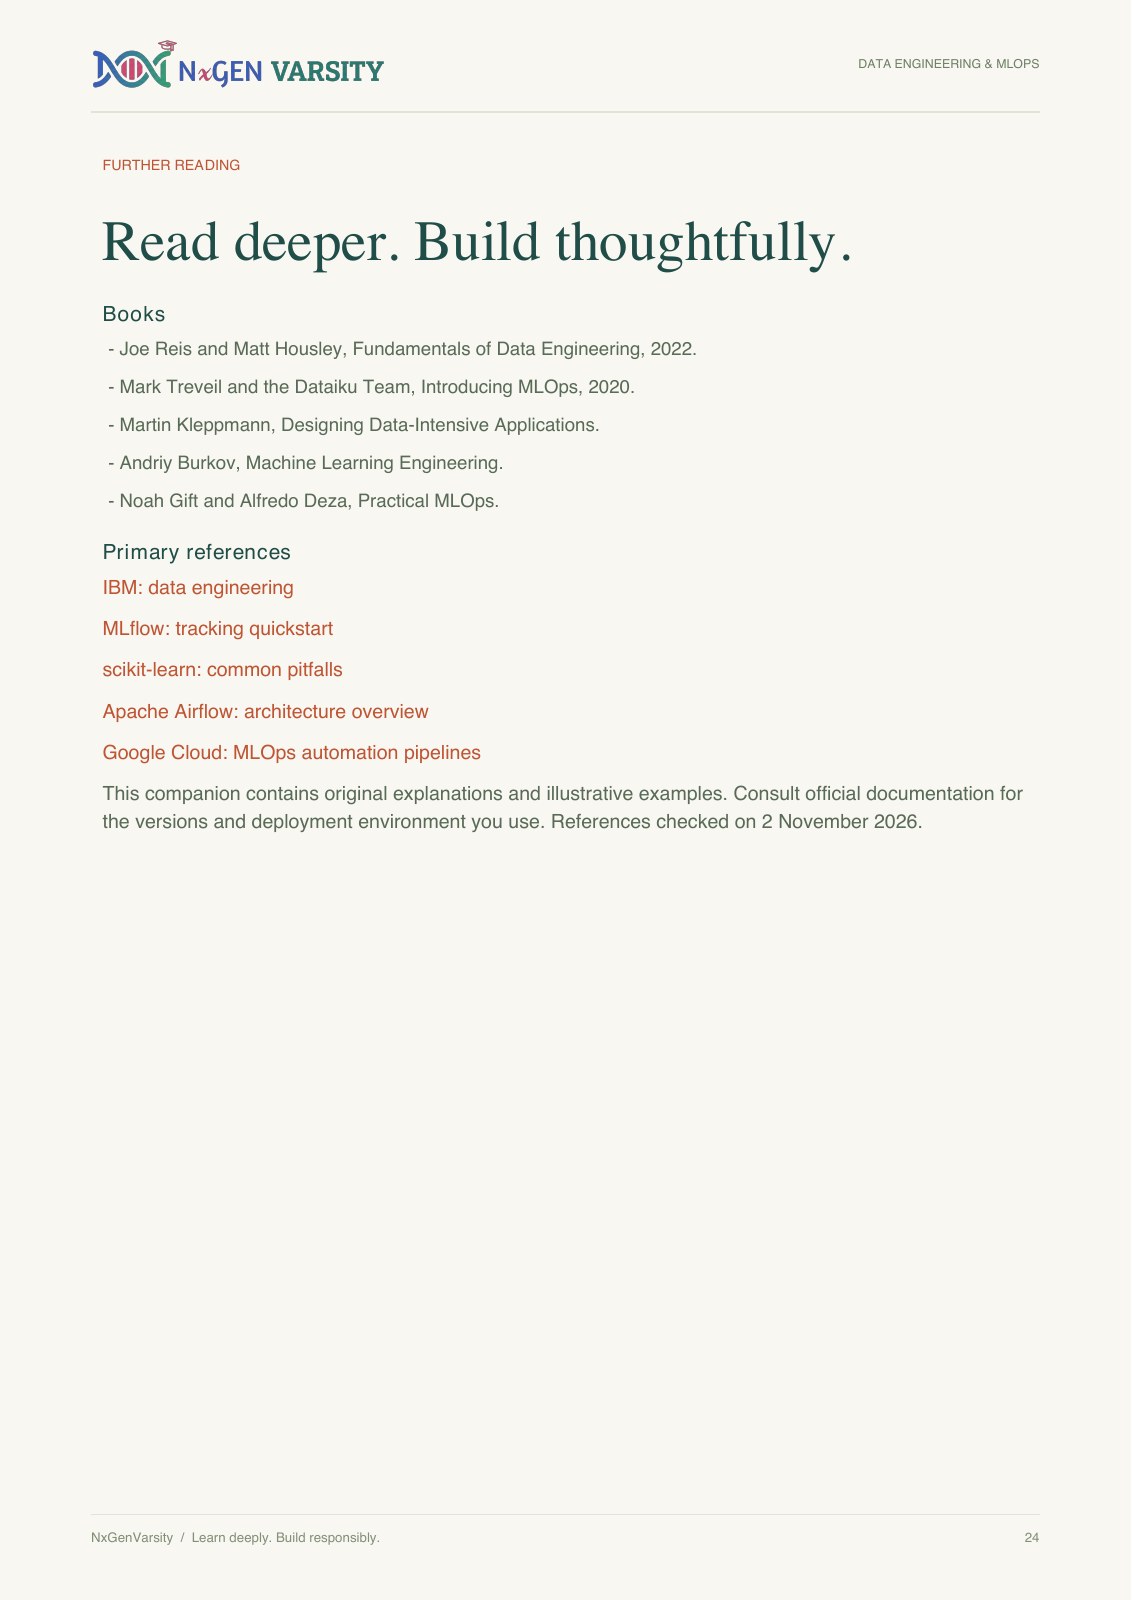 NxGEN VARSITY
DATA ENGINEERING & MLOPS
FURTHER READING
Read deeper. Build thoughtfully.
Books
- Joe Reis and Matt Housley, Fundamentals of Data Engineering, 2022.
- Mark Treveil and the Dataiku Team, Introducing MLOps, 2020.
- Martin Kleppmann, Designing Data-Intensive Applications.
- Andriy Burkov, Machine Learning Engineering.
- Noah Gift and Alfredo Deza, Practical MLOps.
Primary references
IBM: data engineering
MLflow: tracking quickstart
scikit-learn: common pitfalls
Apache Airflow: architecture overview
Google Cloud: MLOps automation pipelines
This companion contains original explanations and illustrative examples. Consult official documentation for
the versions and deployment environment you use. References checked on 2 November 2026.
NxGenVarsity / Learn deeply. Build responsibly.
24